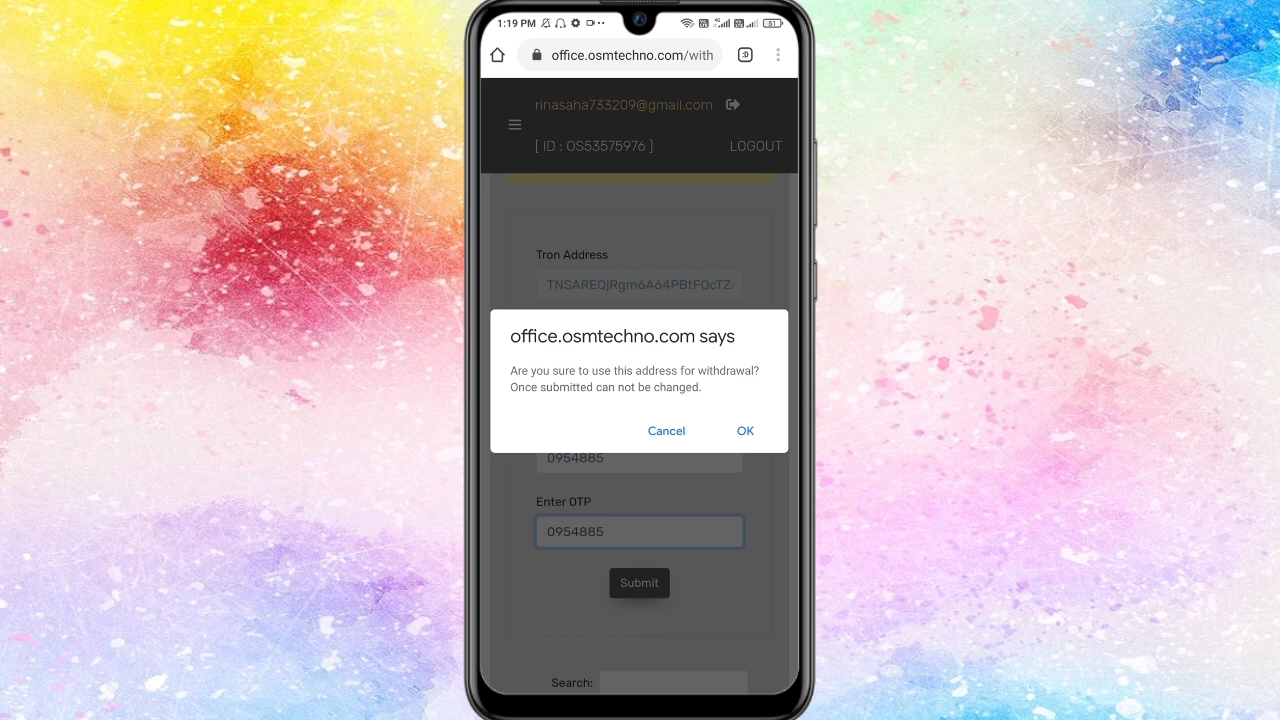 1:19 PM
51
office.osmtechno.com/with
:D
rinasaha733209@gmail.com
[ ID : OS53575976 ]
LOGOUT
Tron Address
TNSAREQjRgm6A64PBtFQcTZ
office.osmtechno.com says
Are you sure to use this address for withdrawal?
Once submitted can not be changed.
Cancel
OK
0954885
Enter OTP
0954885
Submit
Search: